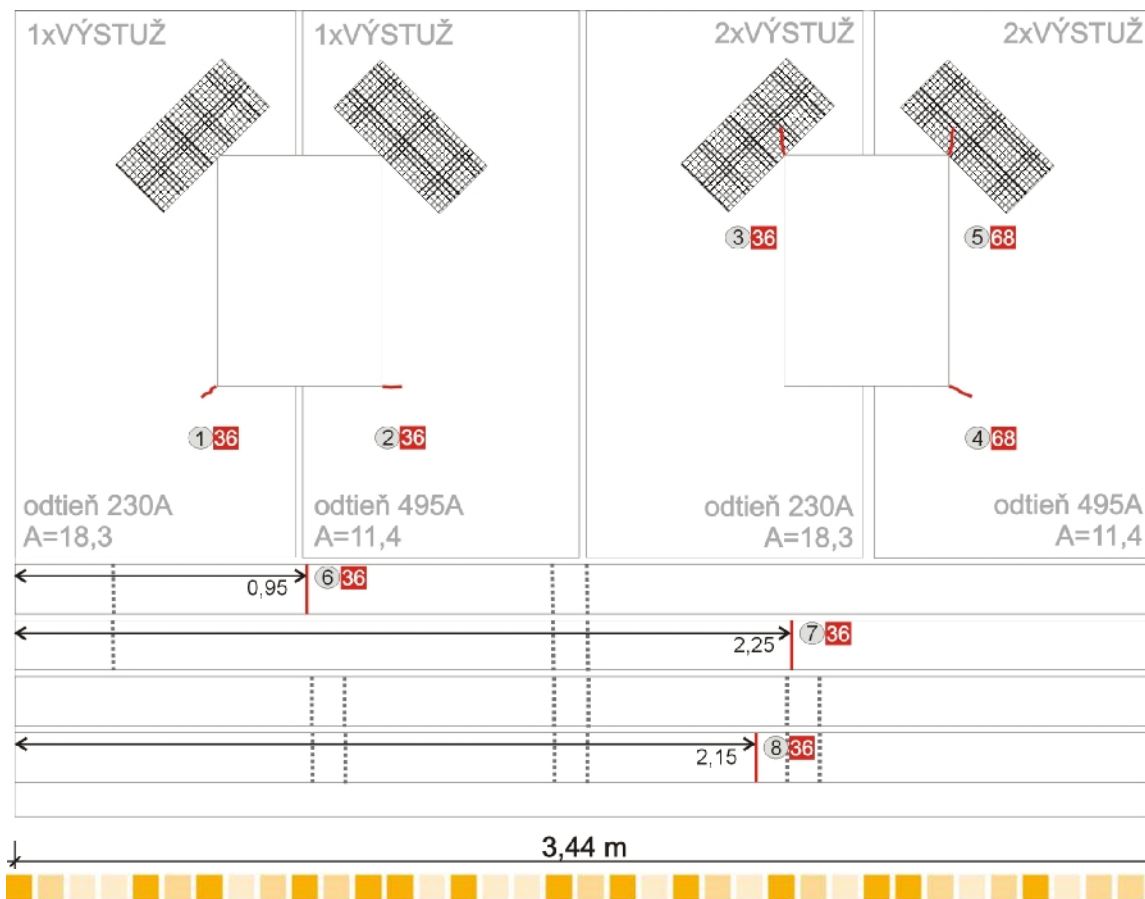 1xVÝSTUŽ 1xVÝSTUŽ 2xVÝSTUŽ 2xVÝSTUŽ
3 36 5 68
1 36 2 36 4 68
odtieň 230A odtieň 495A odtieň 230A odtieň 495A
A=18,3 A=11,4 A=18,3 A=11,4
0,95 6 36
2,25 7 36
2,15 8 36
3,44 m